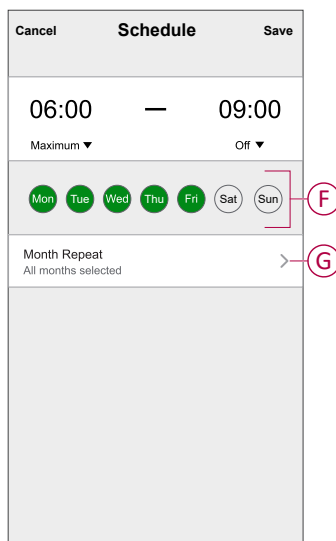 Cancel Schedule Save
06:00 — 09:00
Maximum ▼ Off ▼
Mon Tue Wed Thu Fri Sat Sun F
Month Repeat
All months selected
G